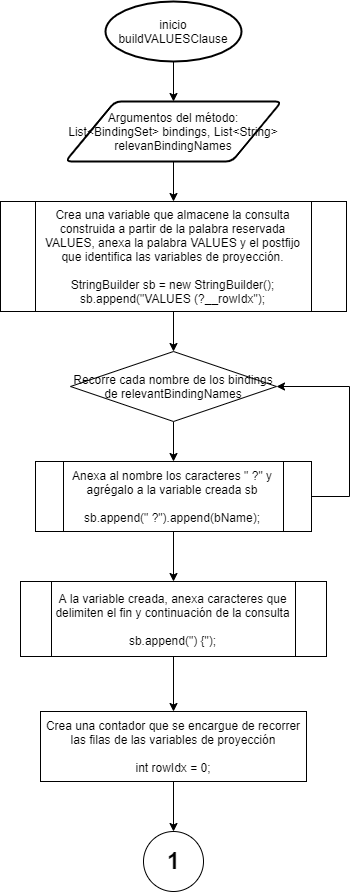 inicio
buildVALUESClause
Argumentos del método:
List<BindingSet> bindings, List<String>
relevanBindingNames
Crea una variable que almacene la consulta
construida a partir de la palabra reservada
VALUES, anexa la palabra VALUES y el postfijo
que identifica las variables de proyección.
StringBuilder sb = new StringBuilder();
sb.append("VALUES (?__rowIdx");
Recorre cada nombre de los bindings
de relevantBindingNames
Anexa al nombre los caracteres " ?" y
agrégalo a la variable creada sb
sb.append(" ?").append(bName);
A la variable creada, anexa caracteres que
delimiten el fin y continuación de la consulta
sb.append(") {");
Crea una contador que se encargue de recorrer
las filas de las variables de proyección
int rowIdx = 0;
1